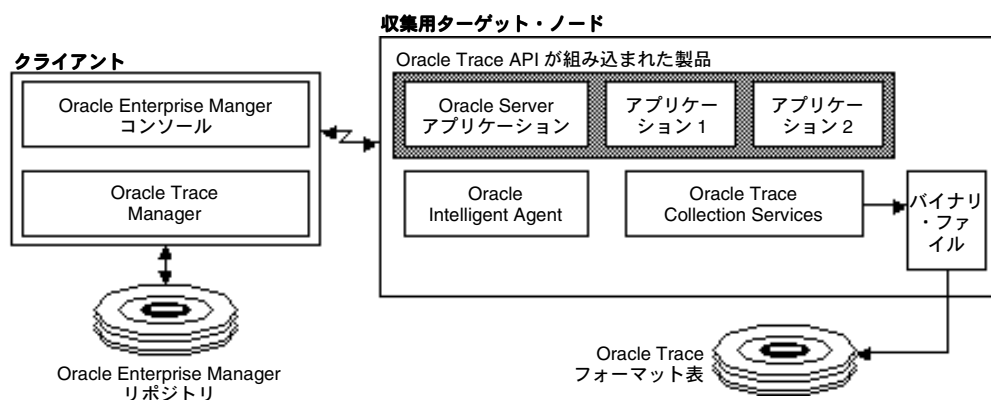 収集用ターゲット・ノード
クライアント
Oracle Trace API が組み込まれた製品
Oracle Enterprise Manger
コンソール
Oracle Server
アプリケーション
アプリケー
ション 1
アプリケー
ション 2
Oracle Trace
Manager
Oracle
Intelligent Agent
Oracle Trace
Collection Services
バイナリ
・ファ
イル
Oracle Enterprise Manager
リポジトリ
Oracle Trace
フォーマット表